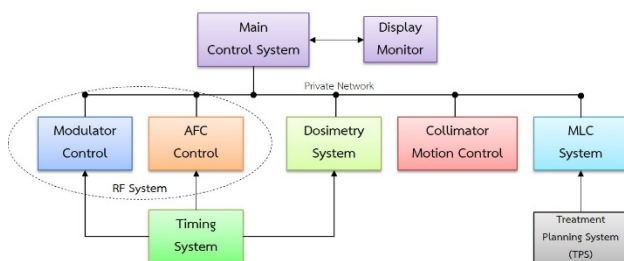 Main
Control System
Display
Monitor
Private Network
Modulator
Control
AFC
Control
Dosimetry
System
Collimator
Motion Control
MLC
System
RF System
Timing
System
Treatment
Planning System
(TPS)